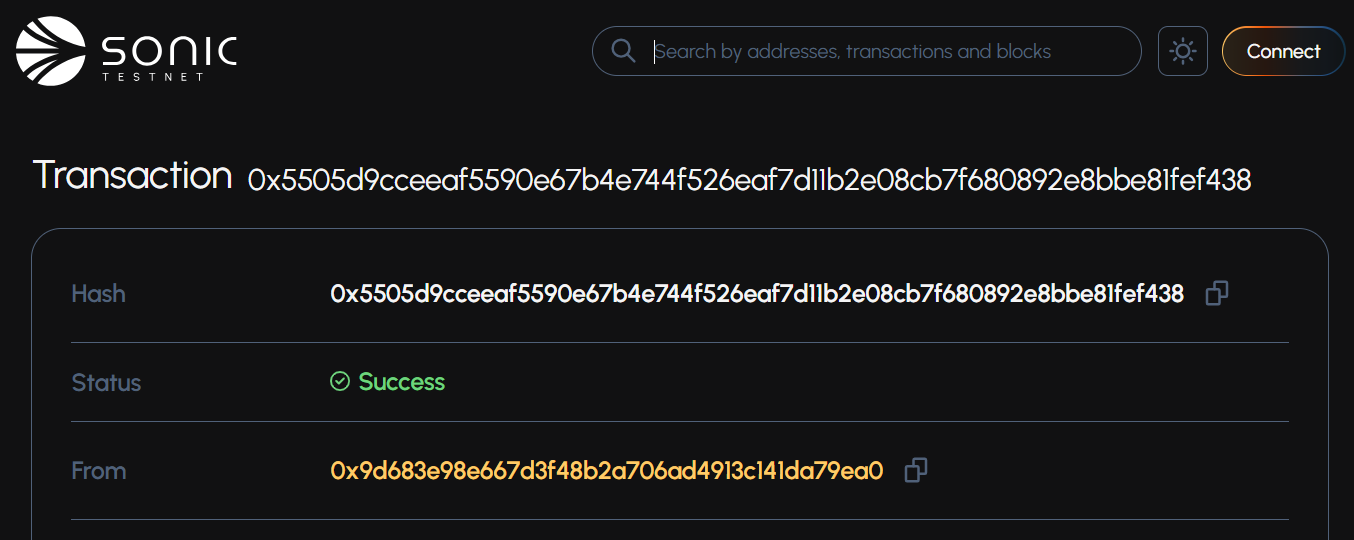 SONIC
TESTNET
Search by addresses, transactions and blocks
Connect
Transaction 0x5505d9cceeaf5590e67b4e744f526eaf7d11b2e08cb7f680892e8bbe81fef438
Hash 0x5505d9cceeaf5590e67b4e744f526eaf7d11b2e08cb7f680892e8bbe81fef438
Status Success
From 0x9d683e98e667d3f48b2a706ad4913c141da79ea0